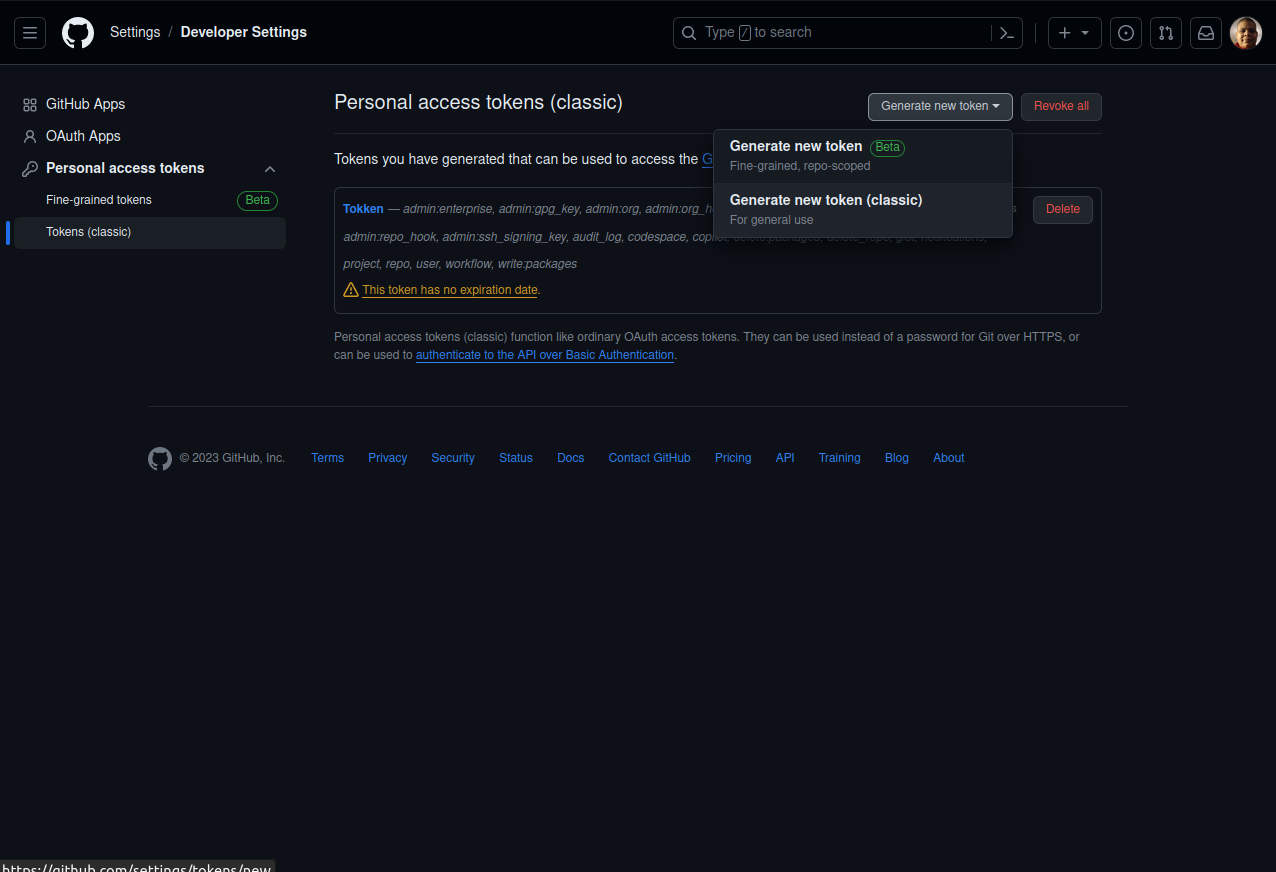 Settings / Developer Settings
Type / to search
GitHub Apps
OAuth Apps
Personal access tokens
Fine-grained tokens Beta
Tokens (classic)
Personal access tokens (classic)
Generate new token
Revoke all
Generate new token Beta
Fine-grained, repo-scoped
Generate new token (classic)
For general use
Tokens you have generated that can be used to access the G
Tokken — admin:enterprise, admin:gpg_key, admin:org, admin:org_h s
Delete
admin:repo_hook, admin:ssh_signing_key, audit_log, codespace, copilot, delete:packages, delete_repo, gist, notifications,
project, repo, user, workflow, write:packages
This token has no expiration date.
Personal access tokens (classic) function like ordinary OAuth access tokens. They can be used instead of a password for Git over HTTPS, or
can be used to authenticate to the API over Basic Authentication.
© 2023 GitHub, Inc. Terms Privacy Security Status Docs Contact GitHub Pricing API Training Blog About
https://github.com/settings/tokens/new